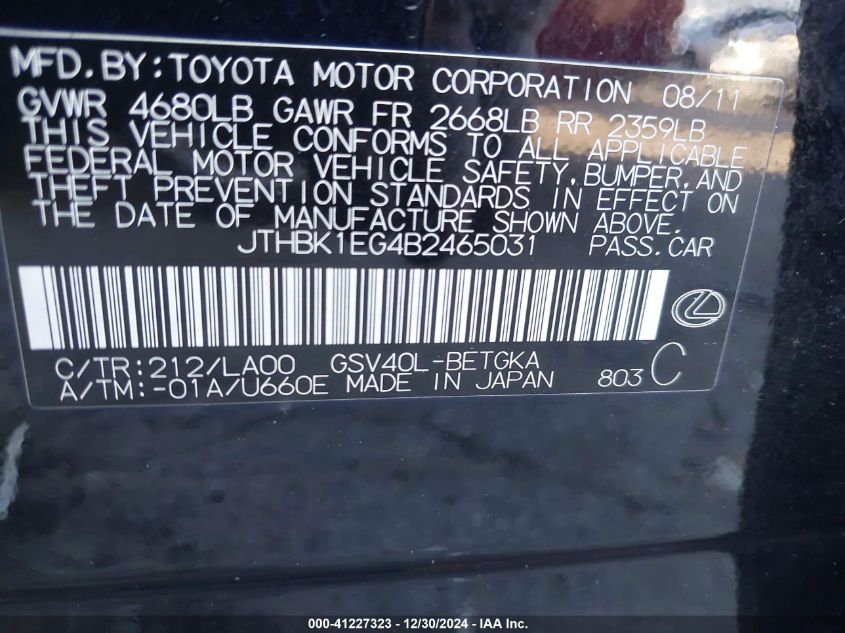 MFD. BY: TOYOTA MOTOR CORPORATION 08/11
GVWR 4680LB GAWR FR 2668LB RR 2359LB
THIS VEHICLE CONFORMS TO ALL APPLICABLE
FEDERAL MOTOR VEHICLE SAFETY, BUMPER, AND
THEFT PREVENTION STANDARDS IN EFFECT ON
THE DATE OF MANUFACTURE SHOWN ABOVE.
JTHBK1EG4B2465031 PASS. CAR
C/TR: 212/LA00 GSV40L-BETGKA
A/TM: -01A/U660E MADE IN JAPAN 803 C
000-41227323 - 12/30/2024 - IAA Inc.